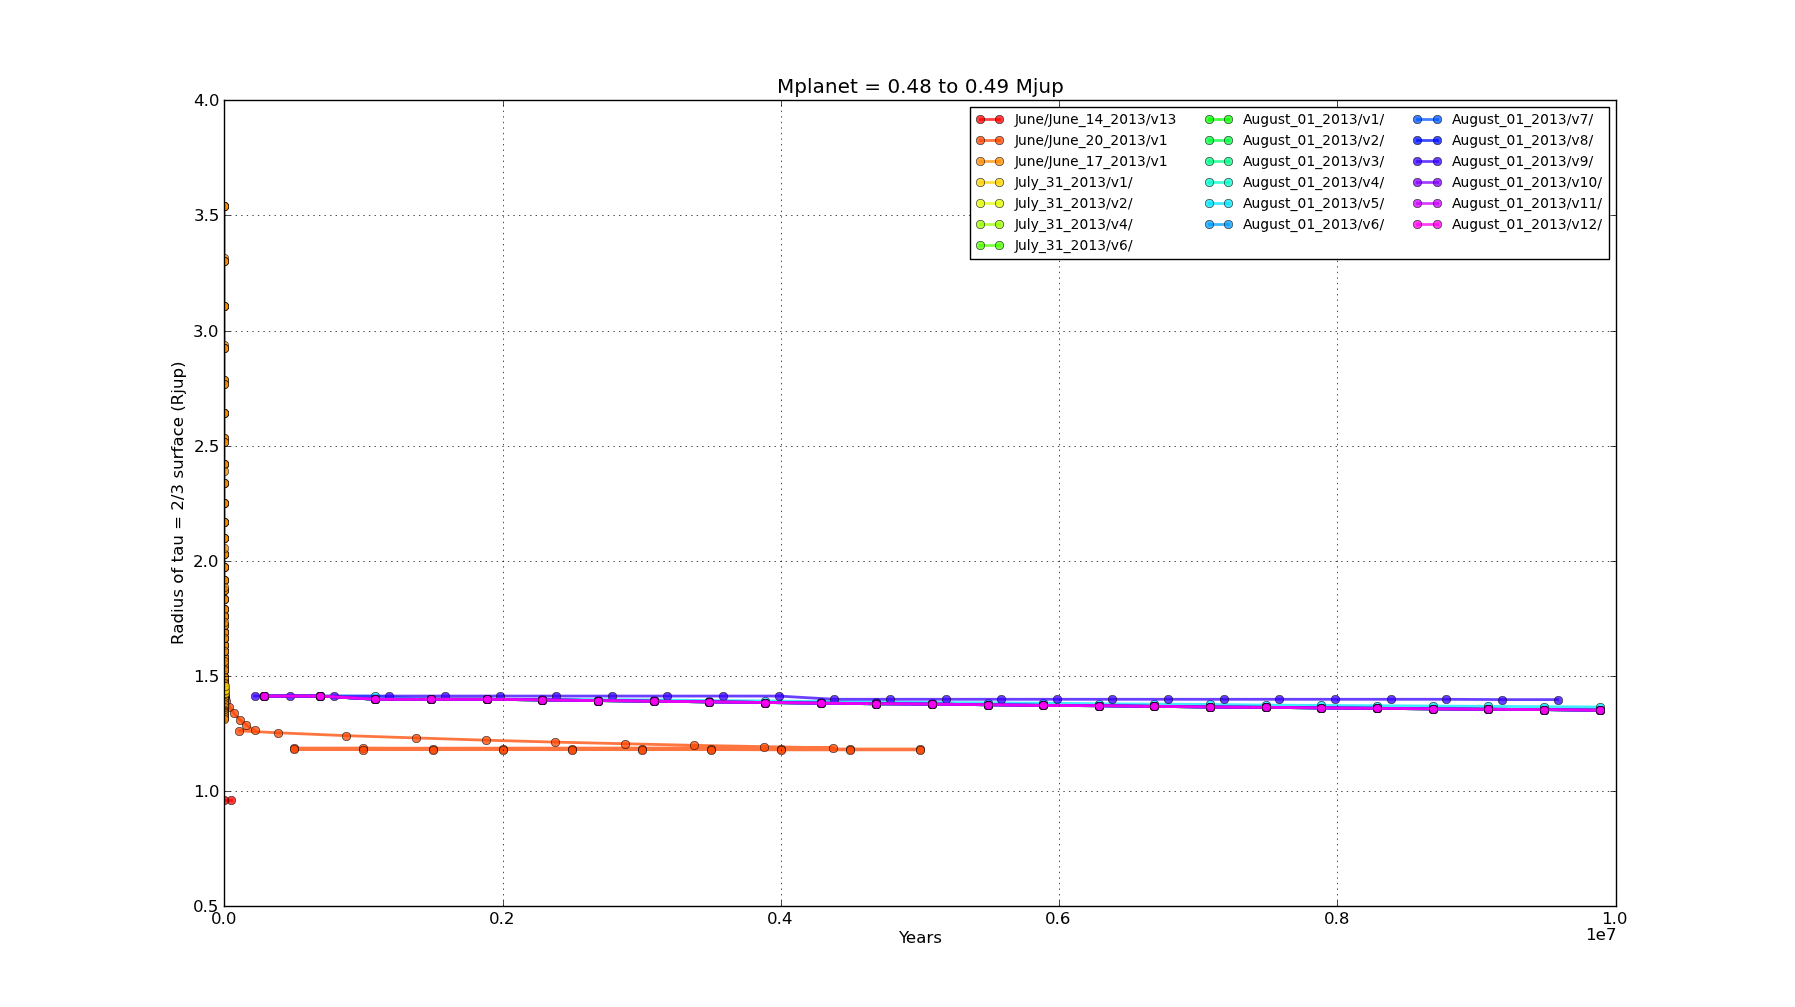 Mplanet = 0.48 to 0.49 Mjup
4.0
3.5
3.0
2.5
2.0
1.5
1.0
0.5
Radius of tau = 2/3 surface (Rjup)
June/June_14_2013/v13
June/June_20_2013/v1
June/June_17_2013/v1
July_31_2013/v1/
July_31_2013/v2/
July_31_2013/v4/
July_31_2013/v6/
August_01_2013/v1/
August_01_2013/v2/
August_01_2013/v3/
August_01_2013/v4/
August_01_2013/v5/
August_01_2013/v6/
August_01_2013/v7/
August_01_2013/v8/
August_01_2013/v9/
August_01_2013/v10/
August_01_2013/v11/
August_01_2013/v12/
0.0 0.2 0.4 0.6 0.8 1.0
1e7
Years